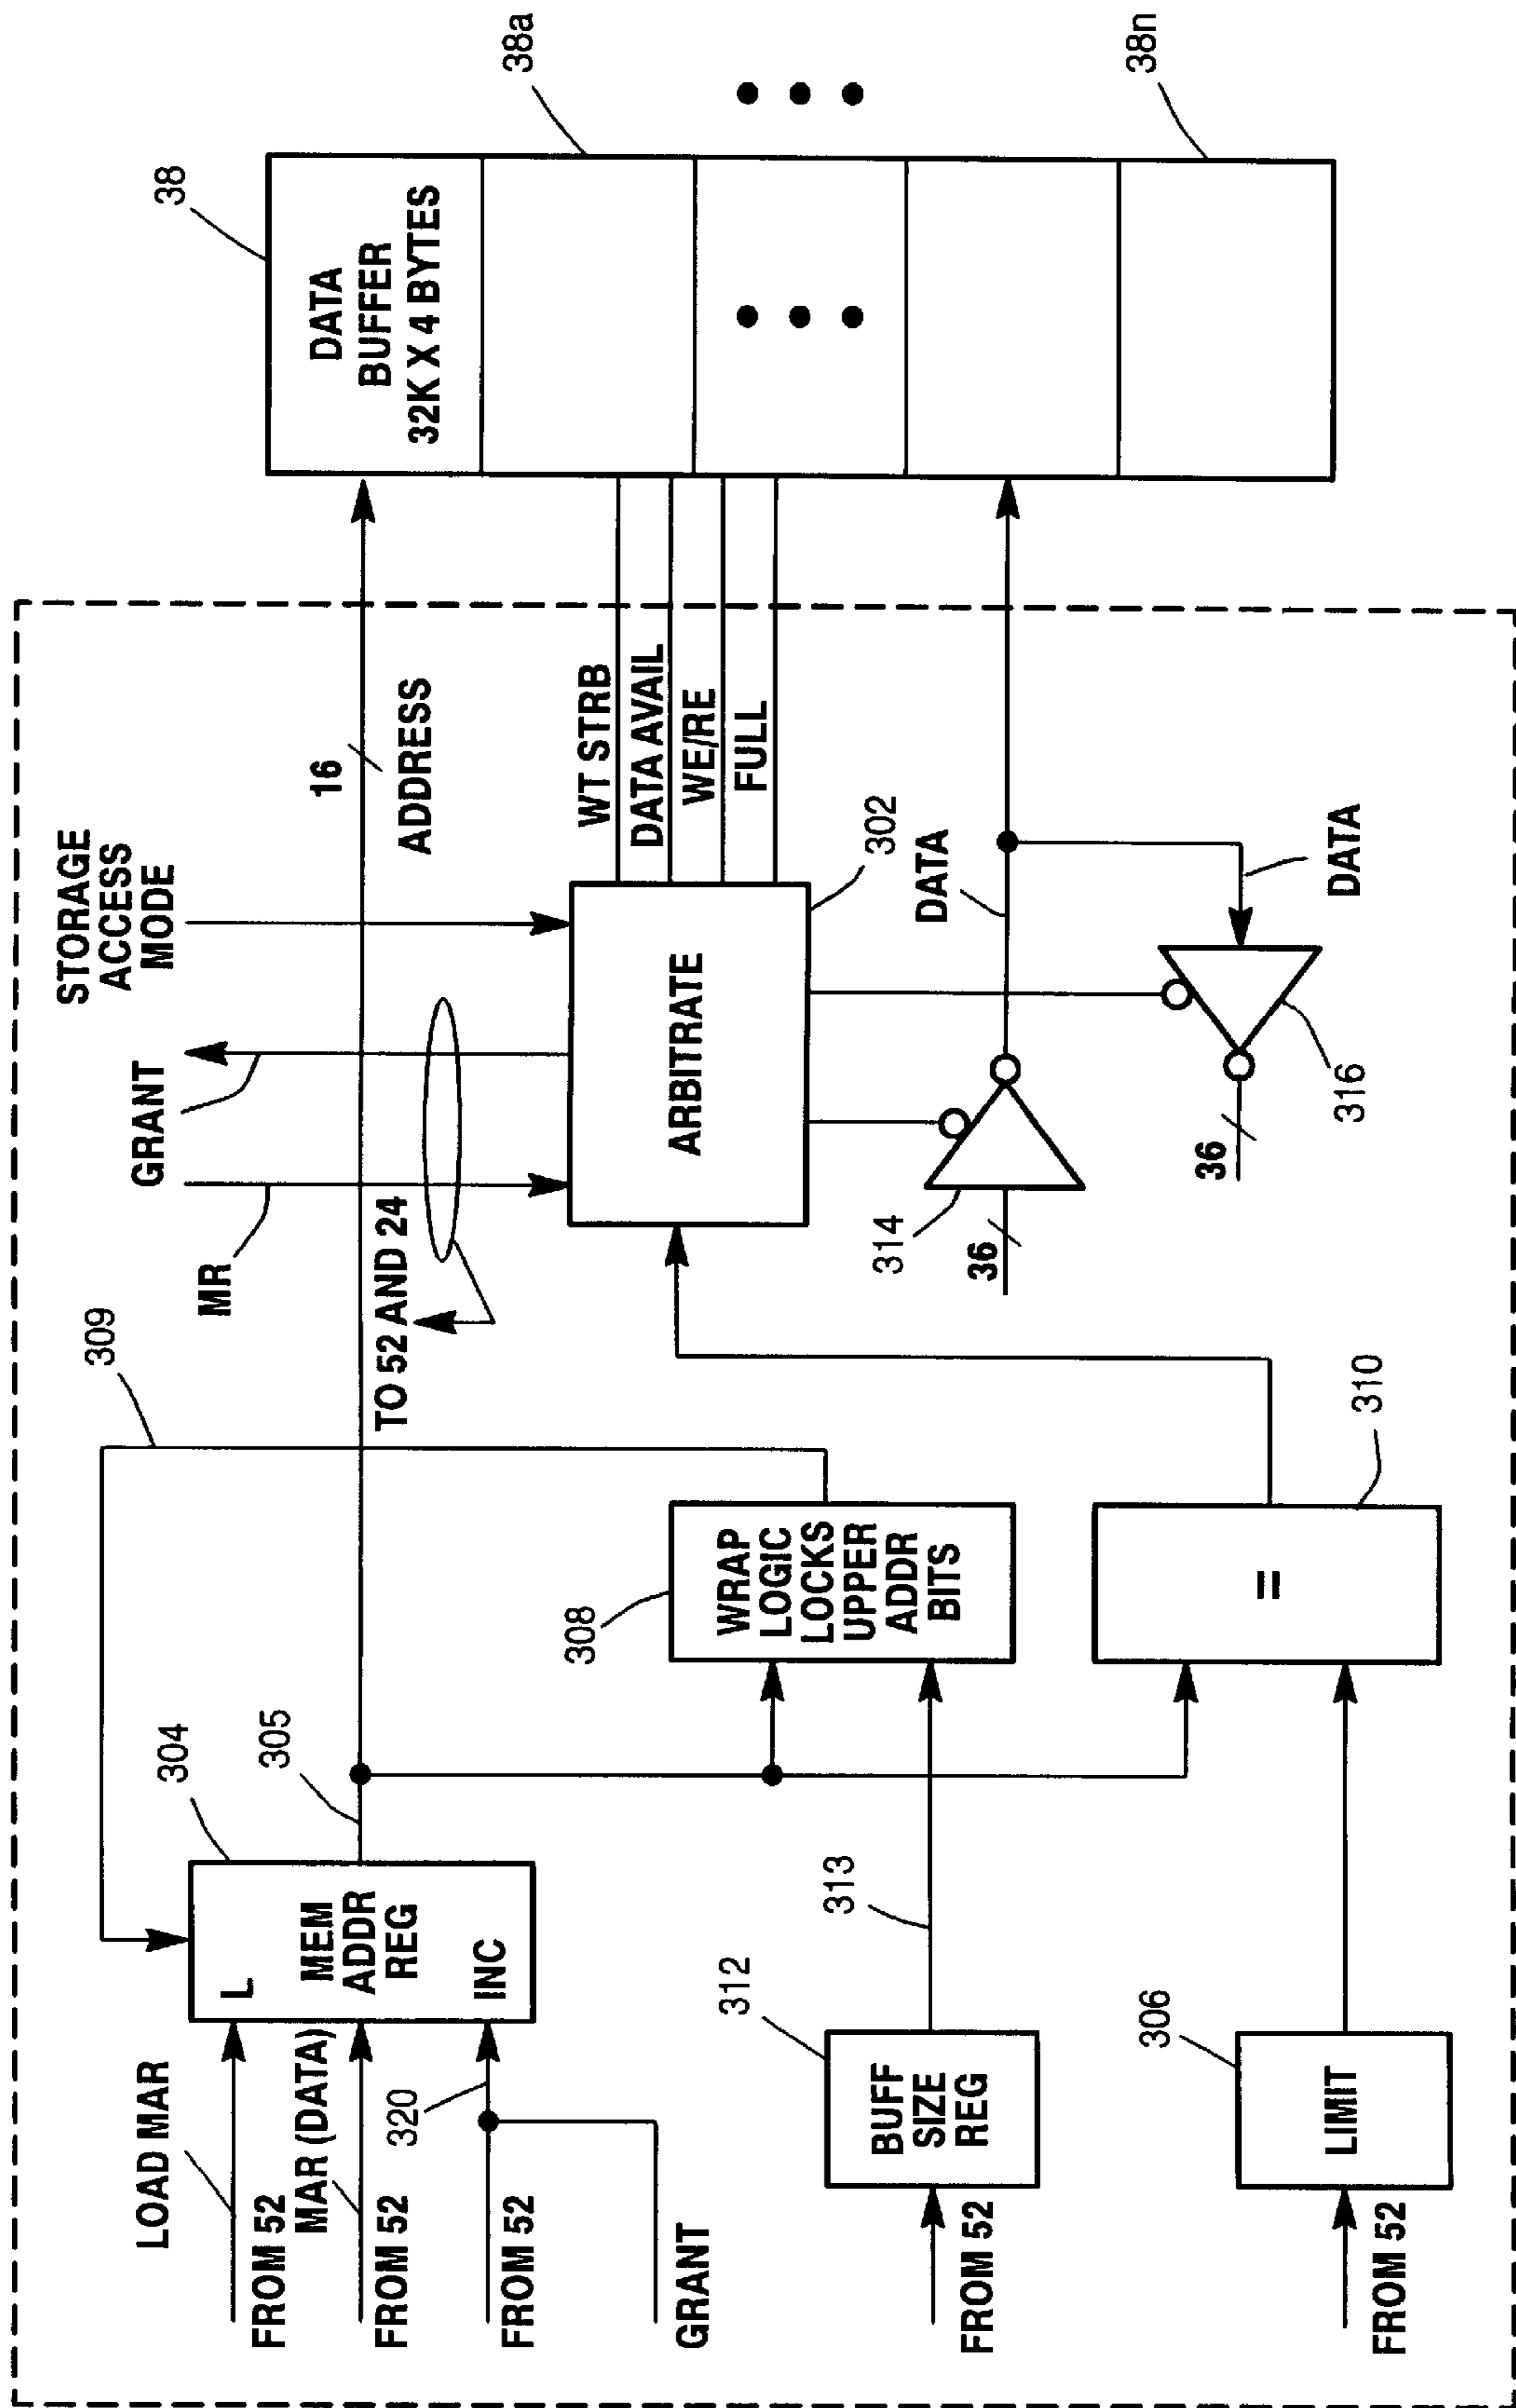 38
DATA
BUFFER
32K X 4 BYTES
38a
38n
STORAGE
ACCESS
MODE
GRANT
MR
16
ADDRESS
TO 52 AND 24
WT STRB
DATA AVAIL
WE/RE
FULL
ARBITRATE
302
DATA
DATA
314
36
36
316
309
304
305
L
MEM
ADDR
REG
INC
LOAD MAR
FROM 52
MAR (DATA)
FROM 52
320
FROM 52
GRANT
308
WRAP
LOGIC
LOCKS
UPPER
ADDR
BITS
310
=
312
313
BUFF
SIZE
REG
FROM 52
306
LIMIT
FROM 52